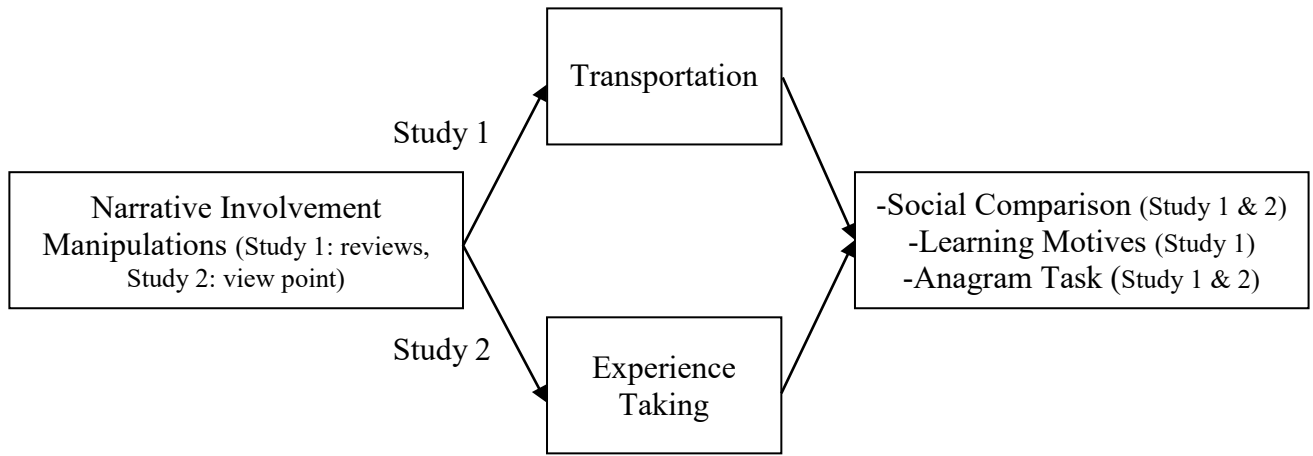 Transportation
Study 1
Narrative Involvement
Manipulations (Study 1: reviews,
Study 2: view point)
-Social Comparison (Study 1 & 2)
-Learning Motives (Study 1)
-Anagram Task (Study 1 & 2)
Study 2
Experience
Taking